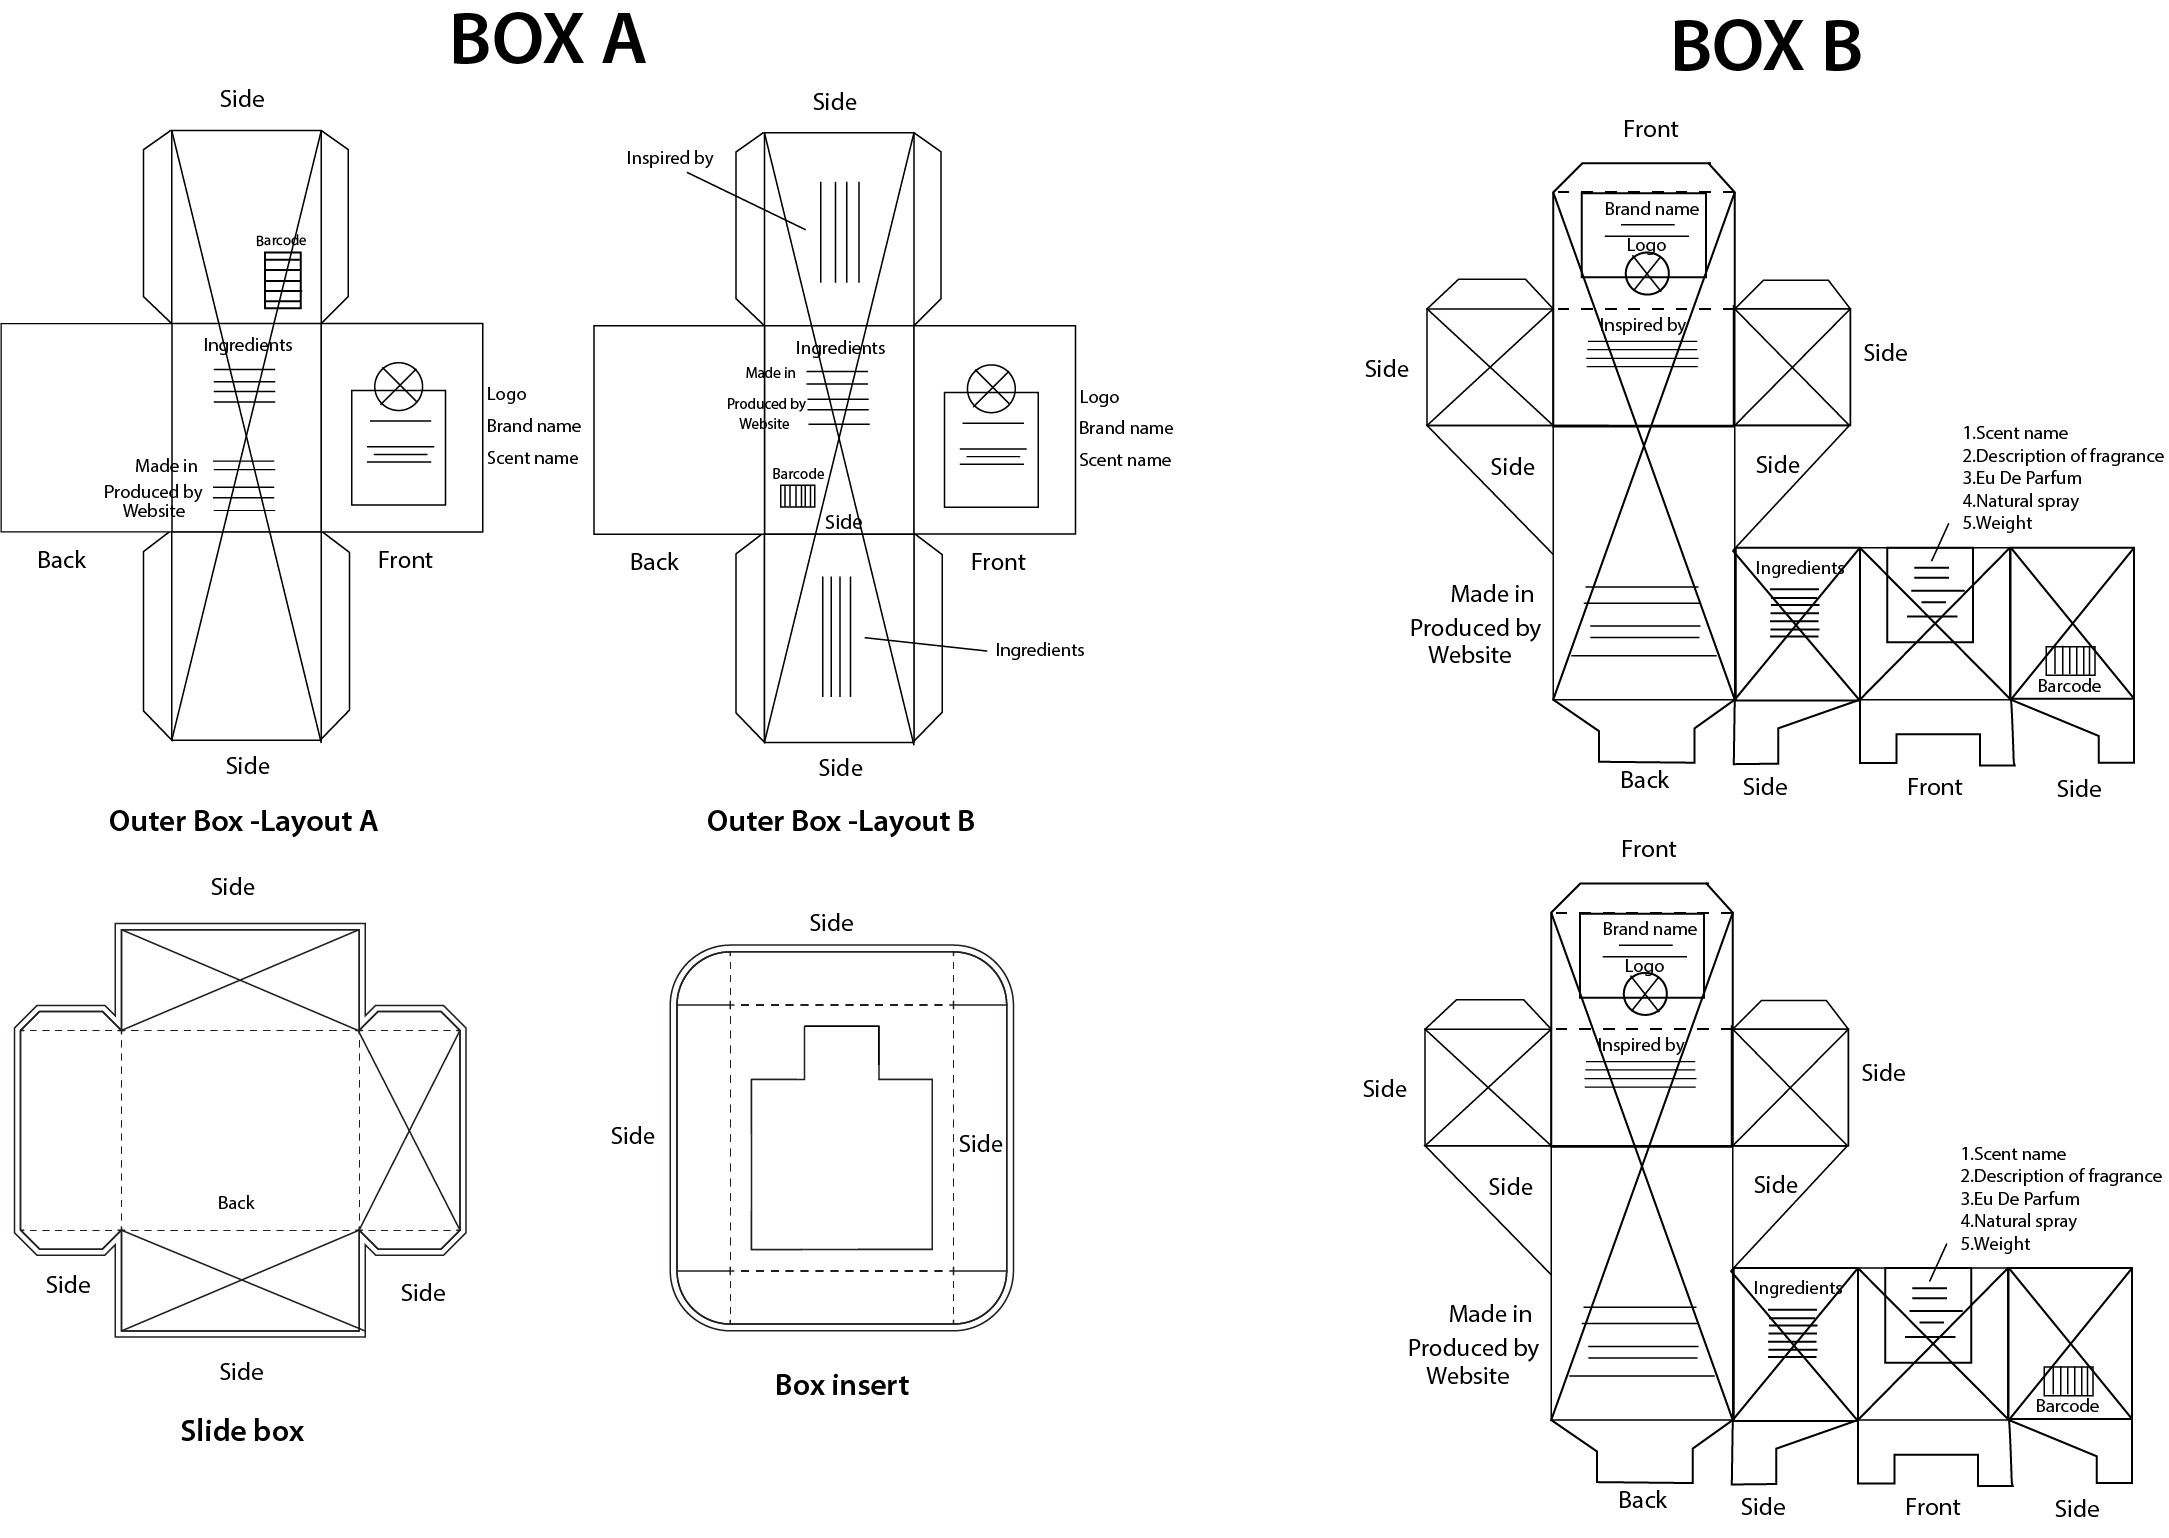 BOX A
Side
Barcode
Ingredients
Made in
Produced by
Website
Logo
Brand name
Scent name
Back
Front
Side
Outer Box -Layout A
Side
Inspired by
Ingredients
Made in
Produced by
Website
Barcode
Side
Logo
Brand name
Scent name
Back
Front
Ingredients
Side
Outer Box -Layout B
Side
Back
Side
Side
Side
Slide box
Side
Side
Side
Box insert
BOX B
Front
Brand name
Logo
Inspired by
Side
Side
Side
Side
1.Scent name
2.Description of fragrance
3.Eu De Parfum
4.Natural spray
5.Weight
Made in
Produced by
Website
Ingredients
Barcode
Back
Side
Front
Side
Front
Brand name
Logo
Inspired by
Side
Side
Side
Side
1.Scent name
2.Description of fragrance
3.Eu De Parfum
4.Natural spray
5.Weight
Made in
Produced by
Website
Ingredients
Barcode
Back
Side
Front
Side